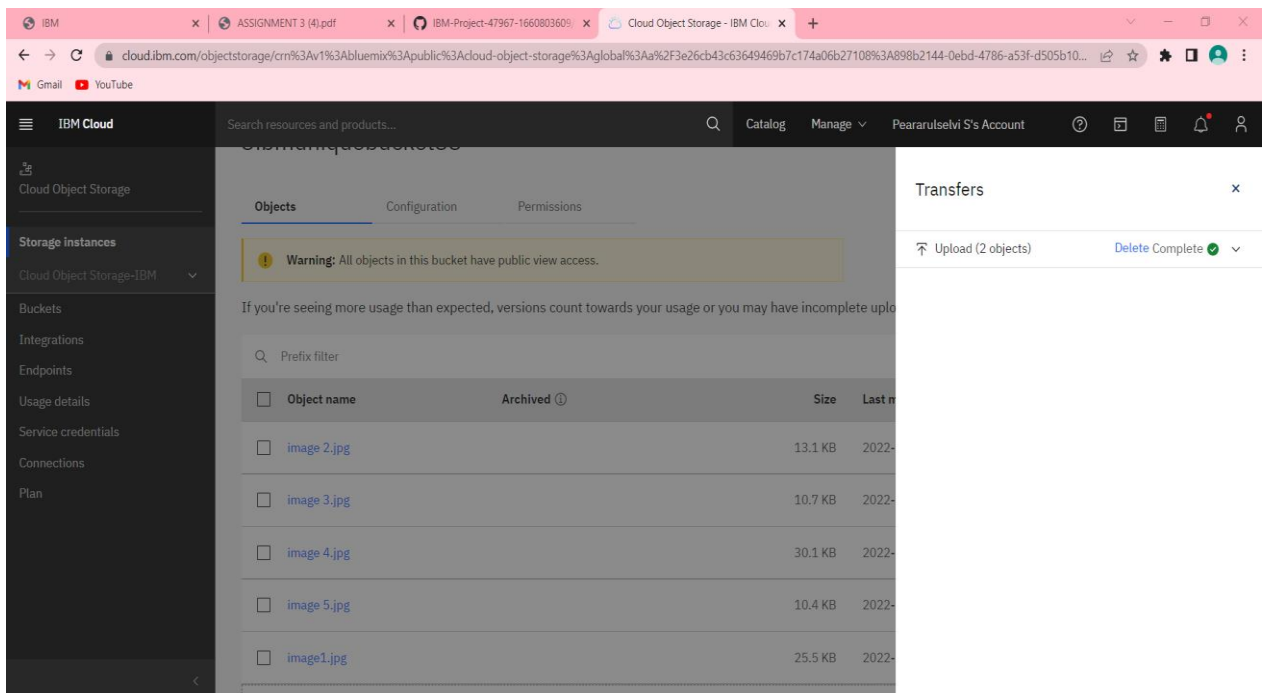 IBM
ASSIGNMENT 3 (4).pdf
IBM-Project-47967-1660803609
Cloud Object Storage - IBM Clou
cloud.ibm.com/objectstorage/crn%3Av1%3Abluemix%3Apublic%3Acloud-object-storage%3Aglobal%3Aa%2F3e26cb43c63649469b7c174a06b27108%3A898b2144-0ebd-4786-a53f-d505b10...
Gmail
YouTube
IBM Cloud
Search resources and products...
Catalog
Manage
Peararulselvi S's Account
Cloud Object Storage
Storage instances
Cloud Object Storage-IBM
Buckets
Integrations
Endpoints
Usage details
Service credentials
Connections
Plan
Objects Configuration Permissions
Warning: All objects in this bucket have public view access.
If you're seeing more usage than expected, versions count towards your usage or you may have incomplete uplo
Prefix filter
Object name Archived Size Last m
image 2.jpg 13.1 KB 2022-
image 3.jpg 10.7 KB 2022-
image 4.jpg 30.1 KB 2022-
image 5.jpg 10.4 KB 2022-
image1.jpg 25.5 KB 2022-
Transfers
Upload (2 objects) Delete Complete